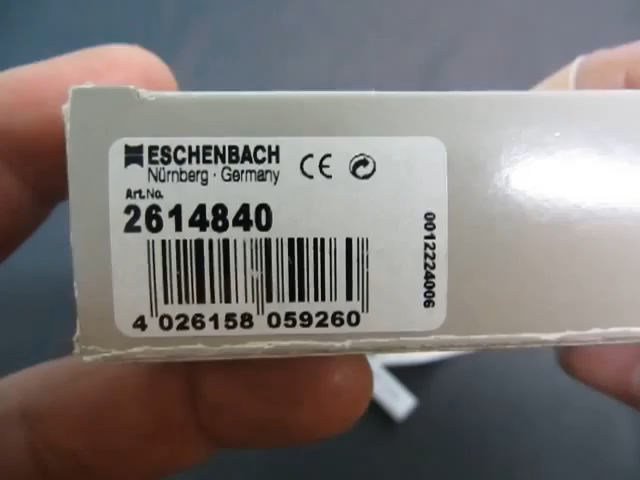 ESCHENBACH
Nürnberg · Germany
CE
Art.No.
2614840
4 026158 059260
0012224006